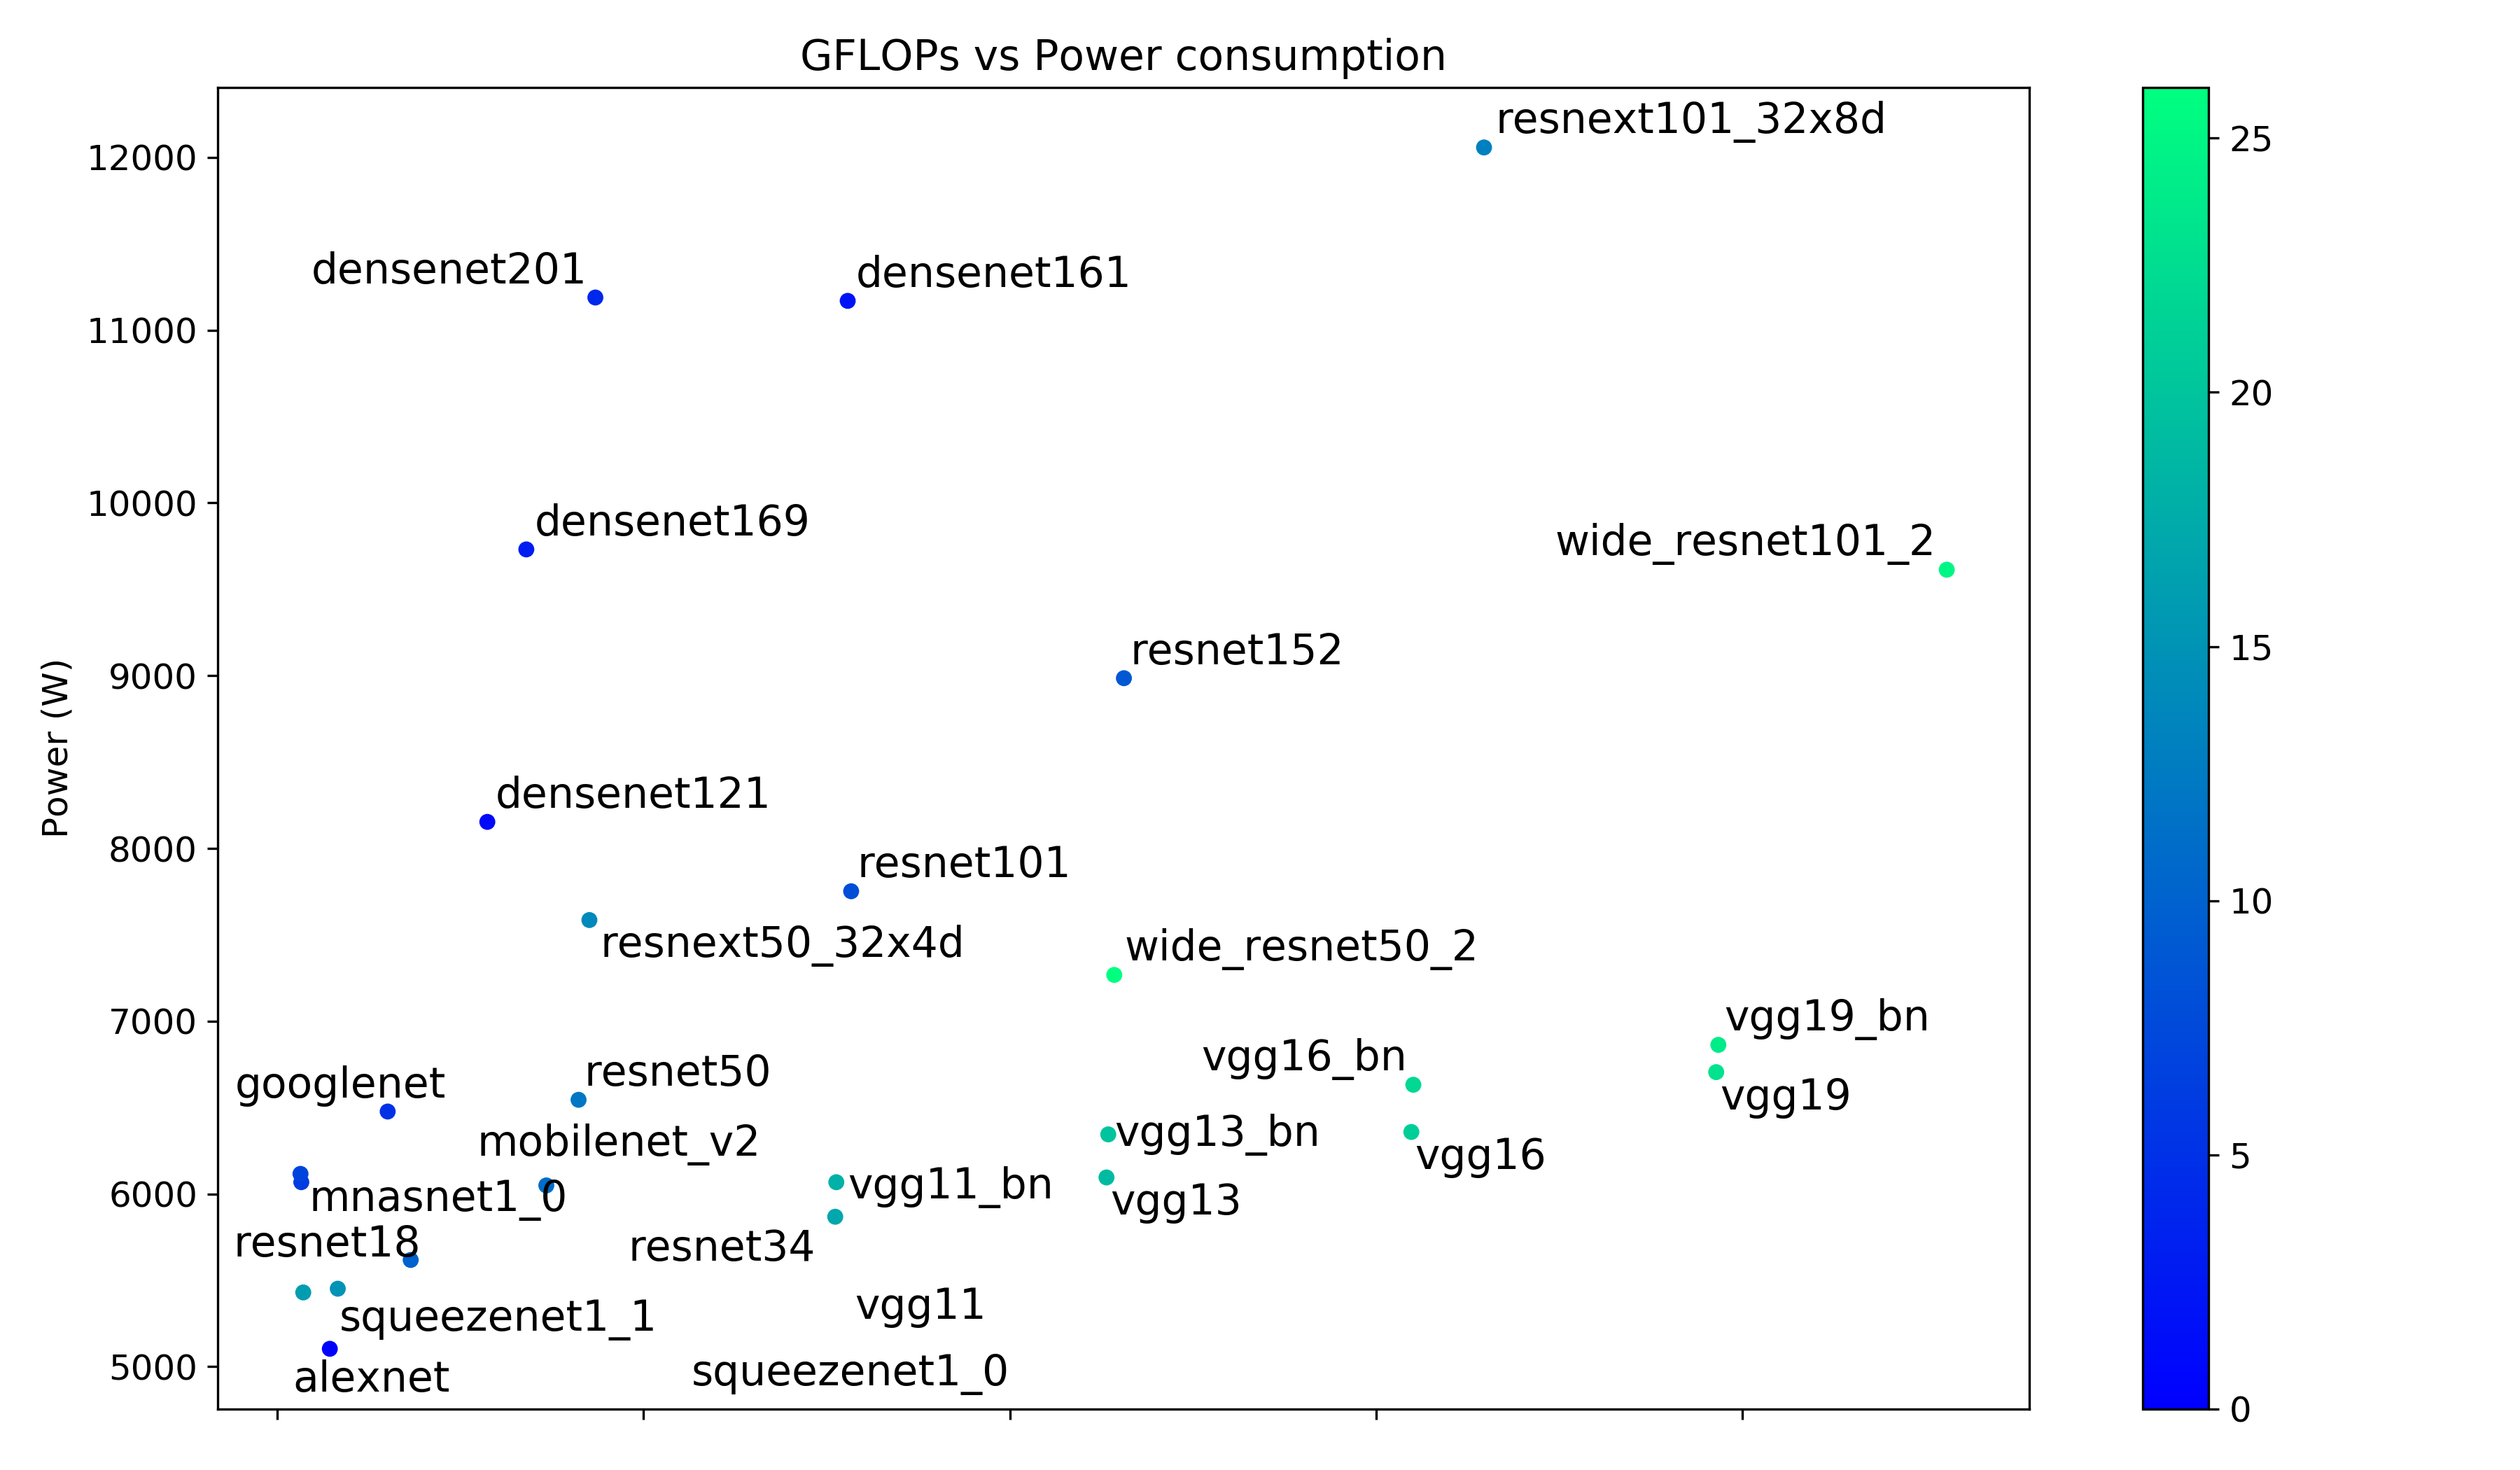 GFLOPs vs Power consumption
resnext101_32x8d
12000
25
densenet201
densenet161
11000
20
densenet169
10000
wide_resnet101_2
resnet152
15
9000
Power (W)
densenet121
8000
resnet101
10
resnext50_32x4d
wide_resnet50_2
7000
vgg19_bn
vgg16_bn
resnet50
googlenet
vgg19
mobilenet_v2
vgg13_bn
vgg16
5
6000
mnasnet1_0
vgg11_bn
vgg13
resnet18
resnet34
vgg11
squeezenet1_1
5000
alexnet
squeezenet1_0
0